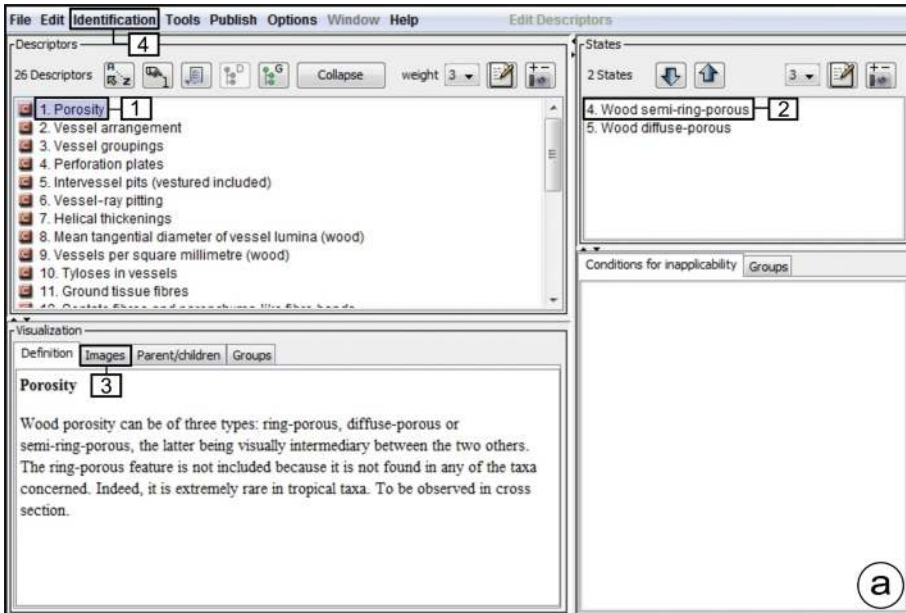 File Edit Identification Tools Publish Options Window Help Edit Descriptors
4
Descriptors
26 Descriptors A Z 1 D G Collapse weight 3
1. Porosity 1
2. Vessel arrangement
3. Vessel groupings
4. Perforation plates
5. Intervessel pits (vestured included)
6. Vessel-ray pitting
7. Helical thickenings
8. Mean tangential diameter of vessel lumina (wood)
9. Vessels per square millimetre (wood)
10. Tyloses in vessels
11. Ground tissue fibres
States
2 States 3
4. Wood semi-ring-porous 2
5. Wood diffuse-porous
Conditions for inapplicability Groups
Visualization
Definition Images Parent/children Groups
Porosity 3
Wood porosity can be of three types: ring-porous, diffuse-porous or
semi-ring-porous, the latter being visually intermediary between the two others.
The ring-porous feature is not included because it is not found in any of the taxa
concerned. Indeed, it is extremely rare in tropical taxa. To be observed in cross
section.
a